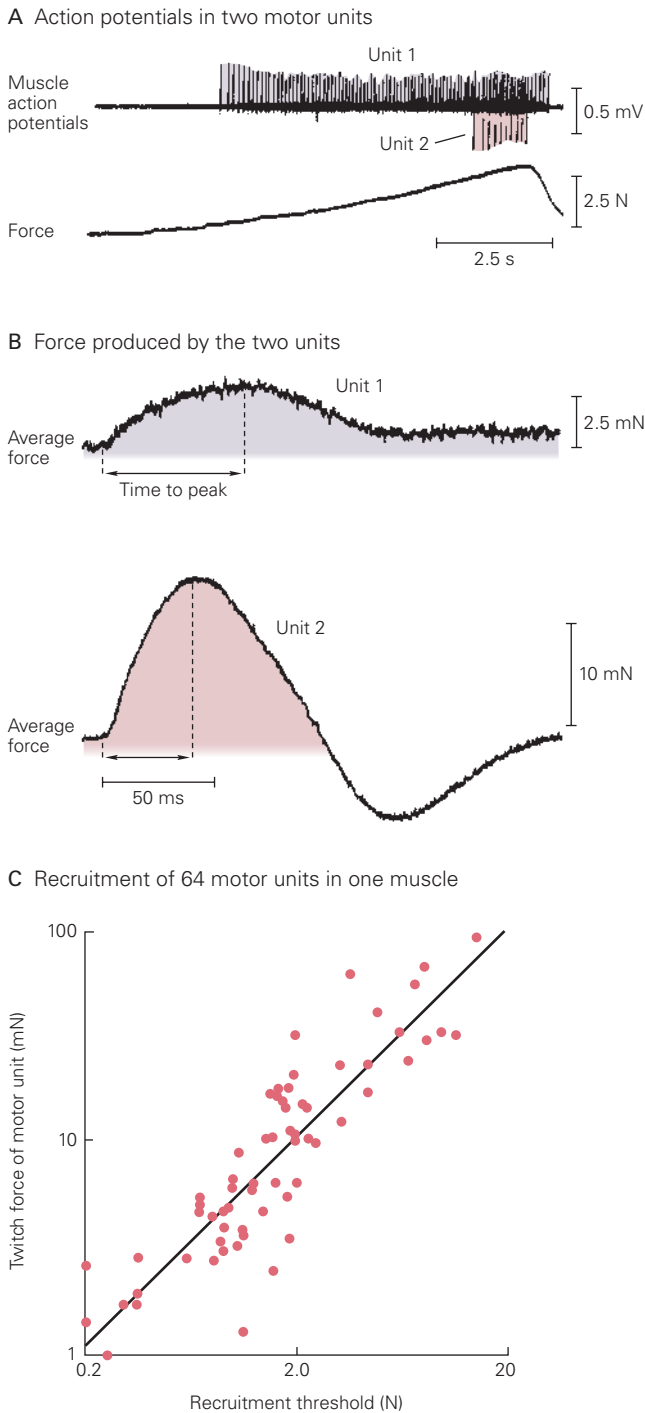 A Action potentials in two motor units
Unit 1
Muscle
action
potentials
0.5 mV
Unit 2
2.5 N
Force
2.5 s
B Force produced by the two units
Unit 1
2.5 mN
Average
force
Time to peak
Unit 2
10 mN
Average
force
50 ms
C Recruitment of 64 motor units in one muscle
100
Twitch force of motor unit (mN)
10
1
0.2
2.0
20
Recruitment threshold (N)